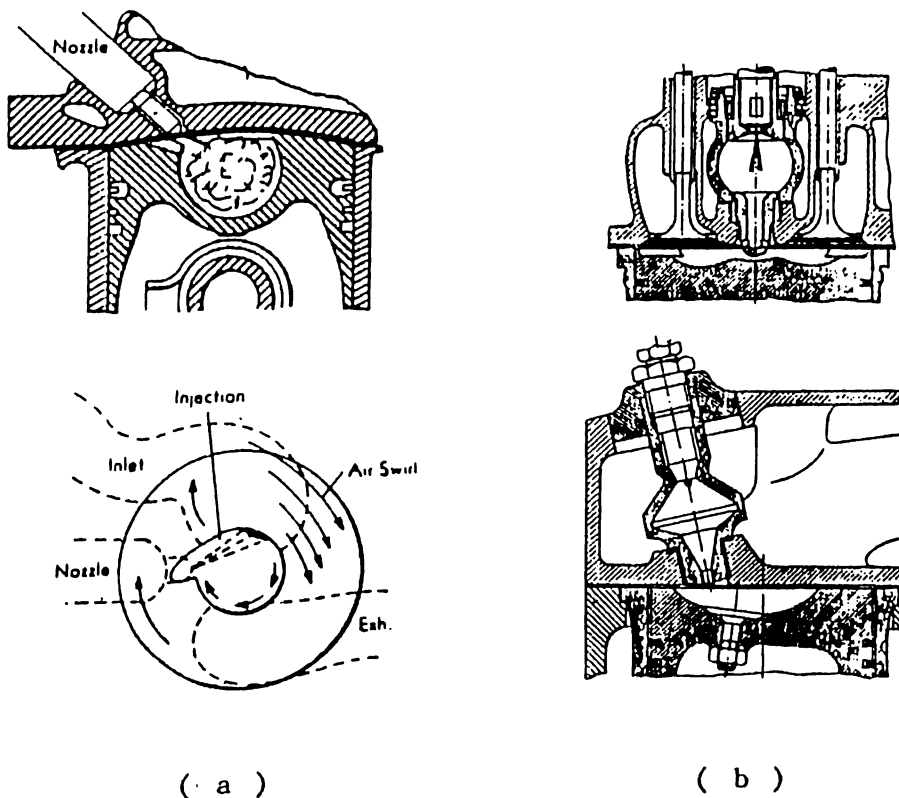 Nozzle
Injection
Inlet
Air Swirl
Nozzle
Exh.
( a )
( b )